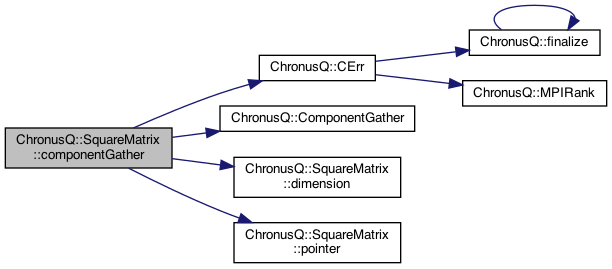 ChronusQ::SquareMatrix
::componentGather
ChronusQ::CErr
ChronusQ::finalize
ChronusQ::MPIRank
ChronusQ::ComponentGather
ChronusQ::SquareMatrix
::dimension
ChronusQ::SquareMatrix
::pointer